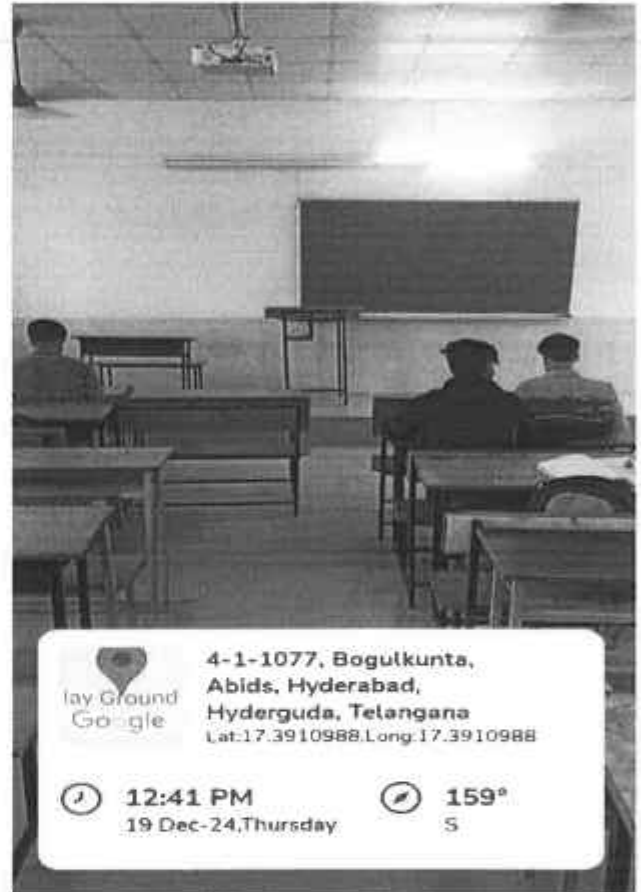 lay Ground
Google
4-1-1077, Bogulkunta,
Abids, Hyderabad,
Hyderguda, Telangana
Lat:17.3910988,Long:17.3910988
12:41 PM
19 Dec-24,Thursday
159°
S